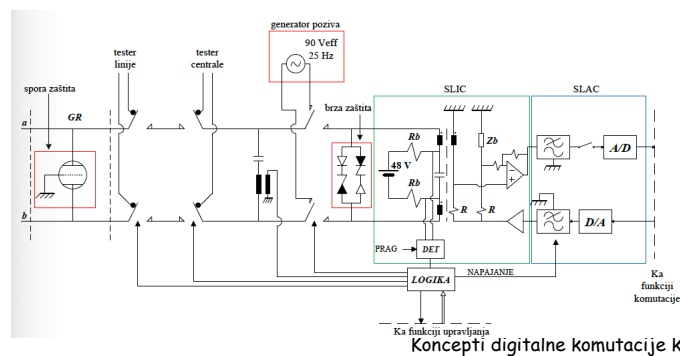 generator poziva
90 Veff
25 Hz
tester
linije
tester
centrale
spora zaštita
GR
brza zaštita
SLIC
SLAC
a
b
Rb
48 V
Rb
Zb
R
R
A/D
D/A
PRAG
DET
LOGIKA
NAPAJANJE
Ka
funkciji
komutacije
Ka funkciji upravljanja
Koncepti digitalne komutacije k